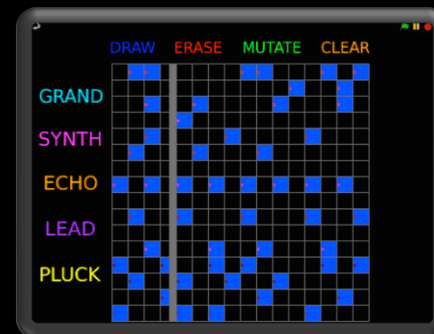 DRAW ERASE MUTATE CLEAR
GRAND
SYNTH
ECHO
LEAD
PLUCK